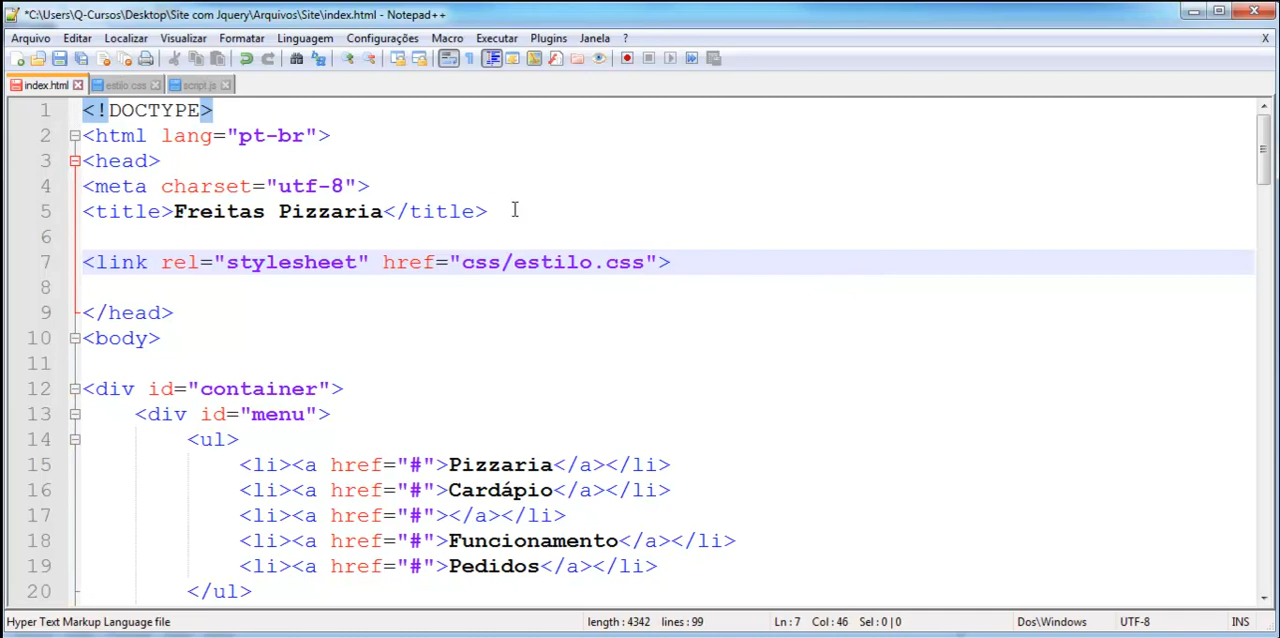 *C:\Users\Q-Cursos\Desktop\Site com Jquery\Arquivos\Site\index.html - Notepad++
Arquivo Editar Localizar Visualizar Formatar Linguagem Configurações Macro Executar Plugins Janela ? X
index.html estilo.css script.js
1 <!DOCTYPE>
2 <html lang="pt-br">
3 <head>
4 <meta charset="utf-8">
5 <title>Freitas Pizzaria</title>
6
7 <link rel="stylesheet" href="css/estilo.css">
8
9 </head>
10 <body>
11
12 <div id="container">
13 <div id="menu">
14 <ul>
15 <li><a href="#">Pizzaria</a></li>
16 <li><a href="#">Cardápio</a></li>
17 <li><a href="#"></a></li>
18 <li><a href="#">Funcionamento</a></li>
19 <li><a href="#">Pedidos</a></li>
20 </ul>
Hyper Text Markup Language file length : 4342 lines : 99 Ln : 7 Col : 46 Sel : 0 | 0 Dos\Windows UTF-8 INS